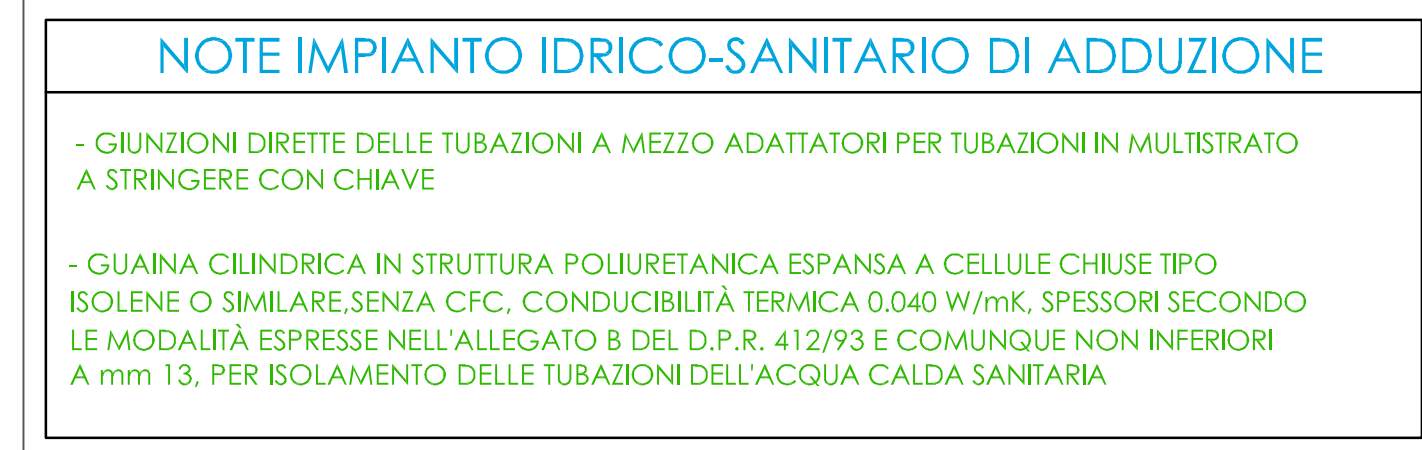 NOTE IMPIANTO IDRICO-SANITARIO DI ADDUZIONE
- GIUNZIONI DIRETTE DELLE TUBAZIONI A MEZZO ADATTATORI PER TUBAZIONI IN MULTISTRATO
A STRINGERE CON CHIAVE
- GUAINA CILINDRICA IN STRUTTURA POLIURETANICA ESPANSA A CELLULE CHIUSE TIPO
ISOLENE O SIMILARE,SENZA CFC, CONDUCIBILITÀ TERMICA 0.040 W/mK, SPESSORI SECONDO
LE MODALITÀ ESPRESSE NELL'ALLEGATO B DEL D.P.R. 412/93 E COMUNQUE NON INFERIORI
A mm 13, PER ISOLAMENTO DELLE TUBAZIONI DELL'ACQUA CALDA SANITARIA